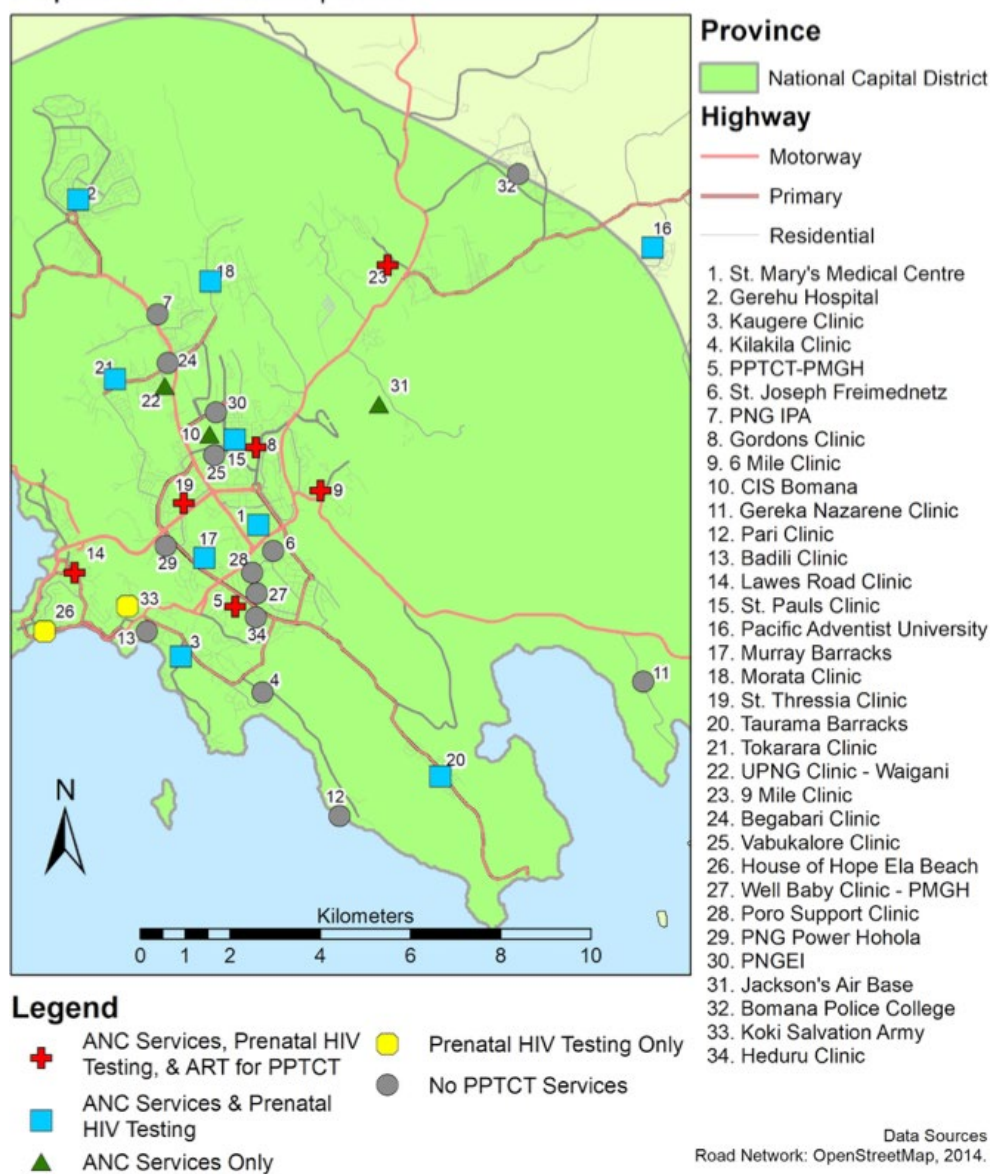 Province
National Capital District
Highway
Motorway
Primary
Residential
1. St. Mary's Medical Centre
2. Gerehu Hospital
3. Kaugere Clinic
4. Kilakila Clinic
5. PPTCT-PMGH
6. St. Joseph Freimednetz
7. PNG IPA
8. Gordons Clinic
9. 6 Mile Clinic
10. CIS Bomana
11. Gereka Nazarene Clinic
12. Pari Clinic
13. Badili Clinic
14. Lawes Road Clinic
15. St. Pauls Clinic
16. Pacific Adventist University
17. Murray Barracks
18. Morata Clinic
19. St. Thressia Clinic
20. Taurama Barracks
21. Tokarara Clinic
22. UPNG Clinic - Waigani
23. 9 Mile Clinic
24. Begabari Clinic
25. Vabukalore Clinic
26. House of Hope Ela Beach
27. Well Baby Clinic - PMGH
28. Poro Support Clinic
29. PNG Power Hohola
30. PNGEI
31. Jackson's Air Base
32. Bomana Police College
33. Koki Salvation Army
34. Heduru Clinic
32
2
16
18
23
7
24
21
22
31
30
10
8
15
25
19
9
1
17
6
29
28
14
27
5
33
26
34
13
3
4
11
20
12
N
Kilometers
0 1 2 4 6 8 10
Legend
ANC Services, Prenatal HIV
Testing, & ART for PPTCT
ANC Services & Prenatal
HIV Testing
ANC Services Only
Prenatal HIV Testing Only
No PPTCT Services
Data Sources
Road Network: OpenStreetMap, 2014.